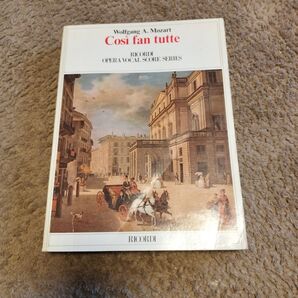 Wolfgang A. Mozart
Così fan tutte
RICORDI
OPERA VOCAL SCORE SERIES
RICORDI